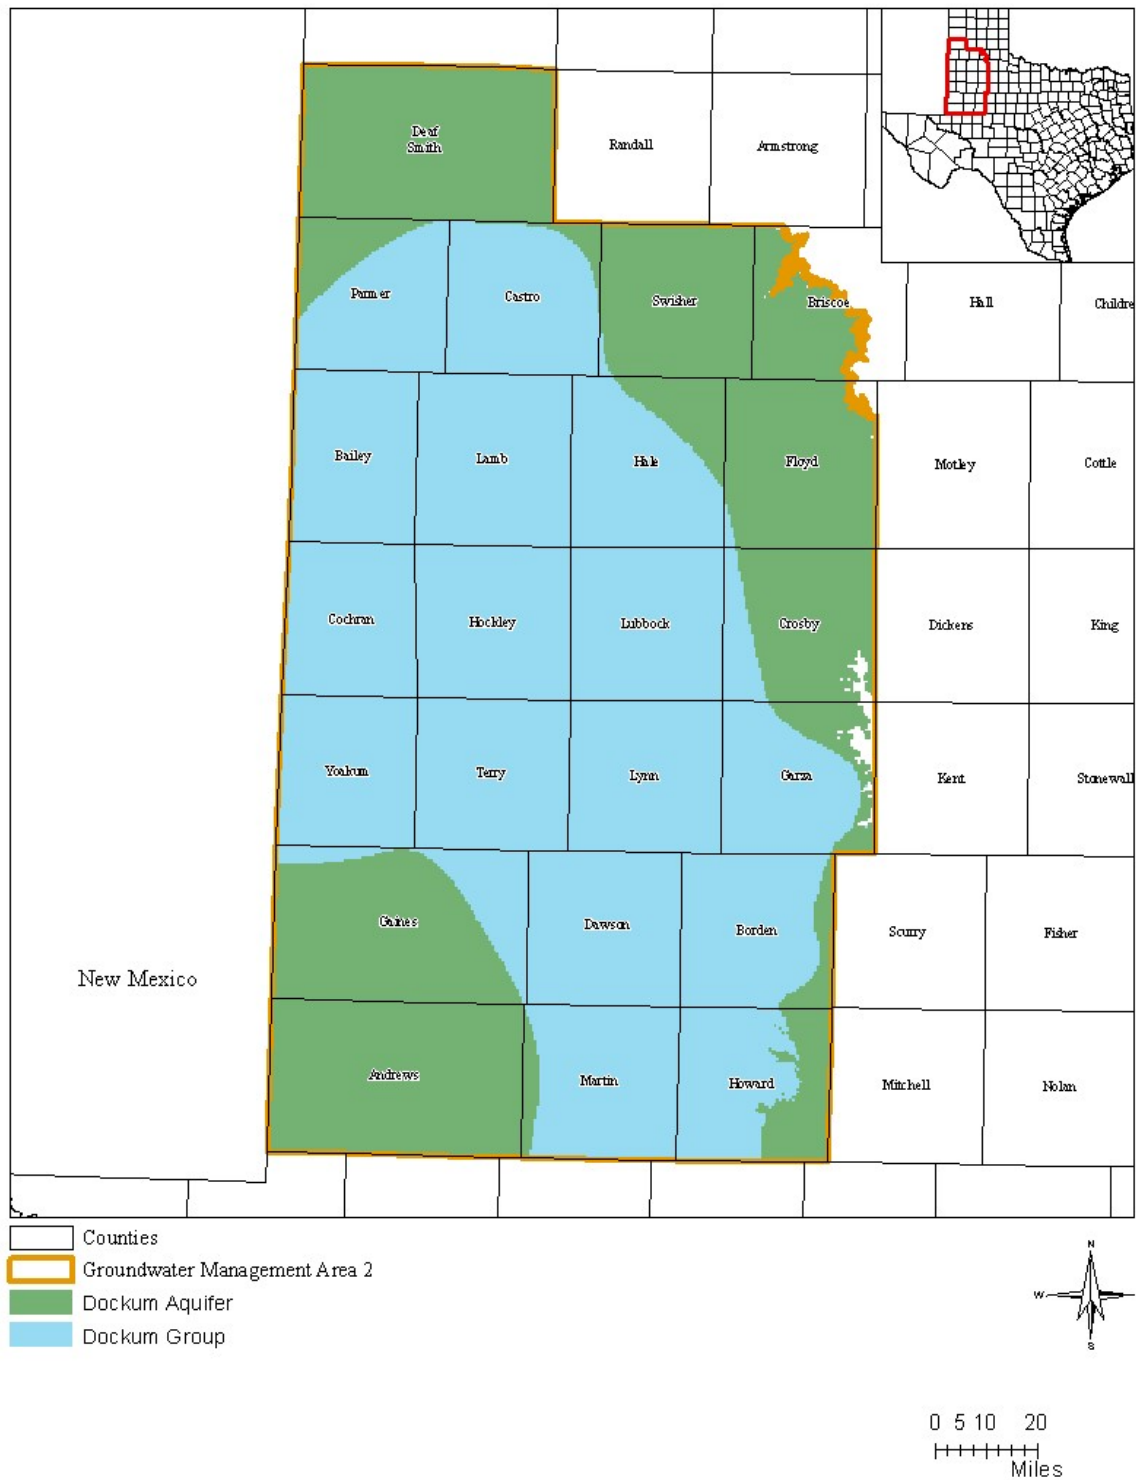 Deaf
Smith
Randall
Armstrong
Parmer
Castro
Swisher
Briscoe
Hall
Childre
Bailey
Lamb
Hale
Floyd
Motley
Cottle
Cochran
Hockley
Lubbock
Crosby
Dickens
King
Yoakum
Terry
Lynn
Garza
Kent
Stonewall
Gaines
Dawson
Borden
Scurry
Fisher
New Mexico
Andrews
Martin
Howard
Mitchell
Nolan
Counties
Groundwater Management Area 2
Dockum Aquifer
Dockum Group
N
W
S
0 5 10 20
Miles